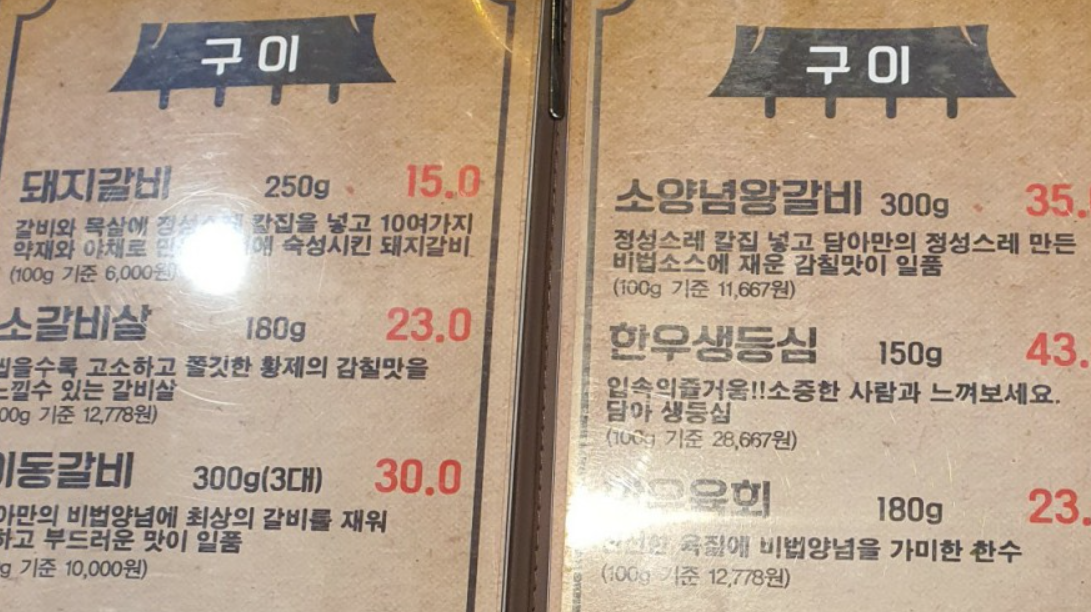 구이
돼지갈비 250g 15.0
갈비와 목살에 칼집을 넣고 10여가지
약재와 야채로 숙성시킨 돼지갈비
(100g 기준 6,000원)
소갈비살 180g 23.0
고소하고 쫄깃한 황제의 감칠맛을
있는 갈비살
기준 12,778원)
이동갈비 300g(3대) 30.0
비법양념에 최상의 갈비를 재워
부드러운 맛이 일품
기준 10,000원)
구이
소양념왕갈비 300g 35.
정성스레 칼집 넣고 담아만의 정성스레 만든
비법소스에 재운 감칠맛이 일품
(100g 기준 11,667원)
한우생등심 150g 43.
입속의즐거움!!소중한 사람과 느껴보세요.
담아 생등심
(100g 기준 28,667원)
180g 23.
육질에 비법양념을 가미한 한수
(100g 기준 12,778원)